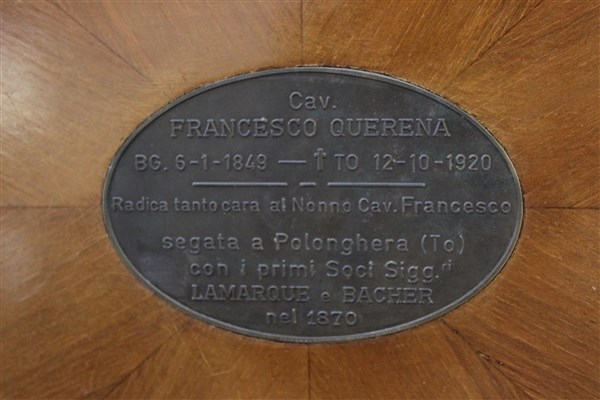 Cav.
FRANCESCO QUERENA
BG. 6-1-1849 — † TO 12-10-1920
Radica tanto cara al Nonno Cav. Francesco
segata a Polonghera (To)
con i primi Soci Sigg.ri
LAMARQUE e BACHER
nel 1870